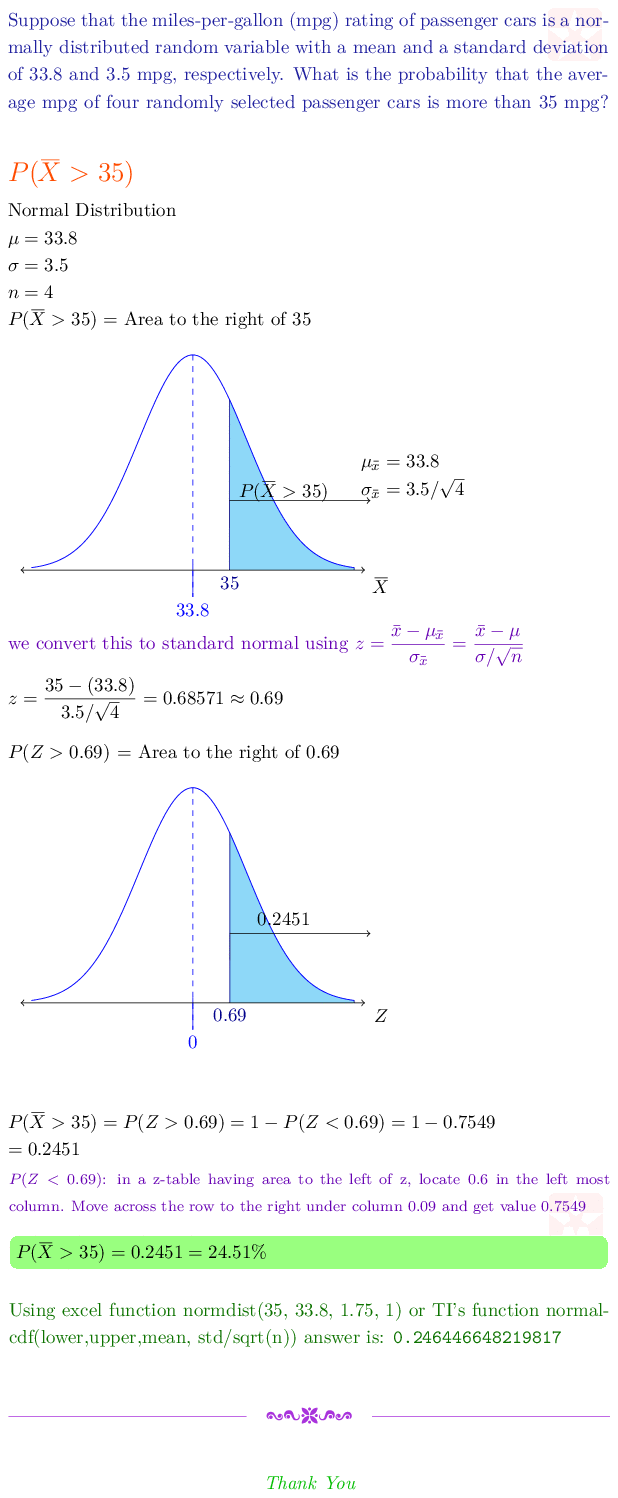 Suppose that the miles-per-gallon (mpg) rating of passenger cars is a nor-
mally distributed random variable with a mean and a standard deviation
of 33.8 and 3.5 mpg, respectively. What is the probability that the aver-
age mpg of four randomly selected passenger cars is more than 35 mpg?
P(X̅ > 35)
Normal Distribution
μ = 33.8
σ = 3.5
n = 4
P(X̅ > 35) = Area to the right of 35
μ_x̄ = 33.8
P(X̅ > 35)
σ_x̄ = 3.5/√4
35
X̅
33.8
we convert this to standard normal using z = (x̄ − μ_x̄)/σ_x̄ = (x̄ − μ)/(σ/√n)
z = (35 − (33.8))/(3.5/√4) = 0.68571 ≈ 0.69
P(Z > 0.69) = Area to the right of 0.69
0.2451
0.69
Z
0
P(X̅ > 35) = P(Z > 0.69) = 1 − P(Z < 0.69) = 1 − 0.7549
= 0.2451
P(Z < 0.69): in a z-table having area to the left of z, locate 0.6 in the left most
column. Move across the row to the right under column 0.09 and get value 0.7549
P(X̅ > 35) = 0.2451 = 24.51%
Using excel function normdist(35, 33.8, 1.75, 1) or TI's function normal-
cdf(lower,upper,mean, std/sqrt(n)) answer is: 0.246446648219817
Thank You